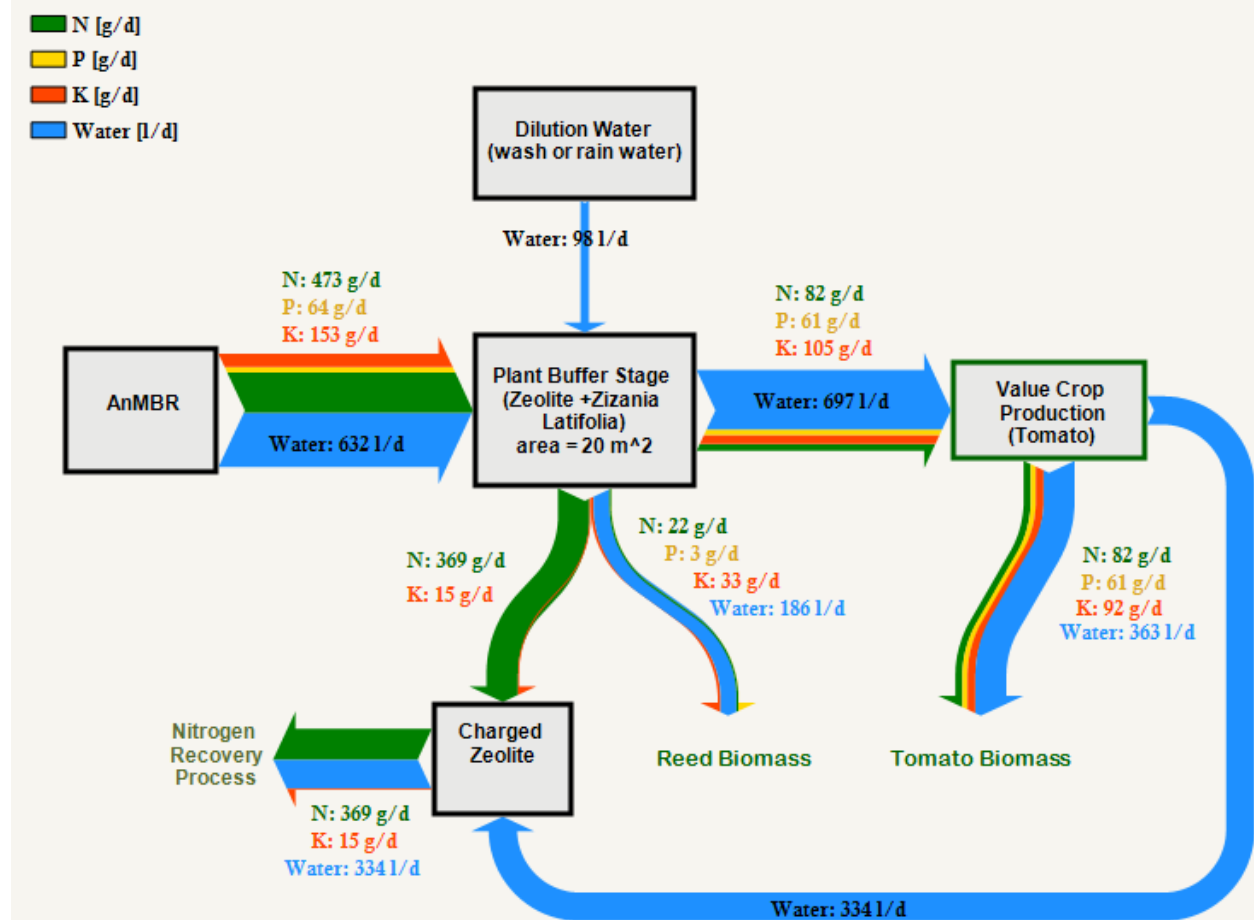 N [g/d]
P [g/d]
K [g/d]
Water [l/d]
Dilution Water
(wash or rain water)
Water: 98 l/d
N: 473 g/d
P: 64 g/d
K: 153 g/d
N: 82 g/d
P: 61 g/d
K: 105 g/d
AnMBR
Water: 632 l/d
Plant Buffer Stage
(Zeolite +Zizania
Latifolia)
area = 20 m^2
Water: 697 l/d
Value Crop
Production
(Tomato)
N: 369 g/d
K: 15 g/d
N: 22 g/d
P: 3 g/d
K: 33 g/d
Water: 186 l/d
N: 82 g/d
P: 61 g/d
K: 92 g/d
Water: 363 l/d
Nitrogen
Recovery
Process
Charged
Zeolite
Reed Biomass
Tomato Biomass
N: 369 g/d
K: 15 g/d
Water: 334 l/d
Water: 334 l/d